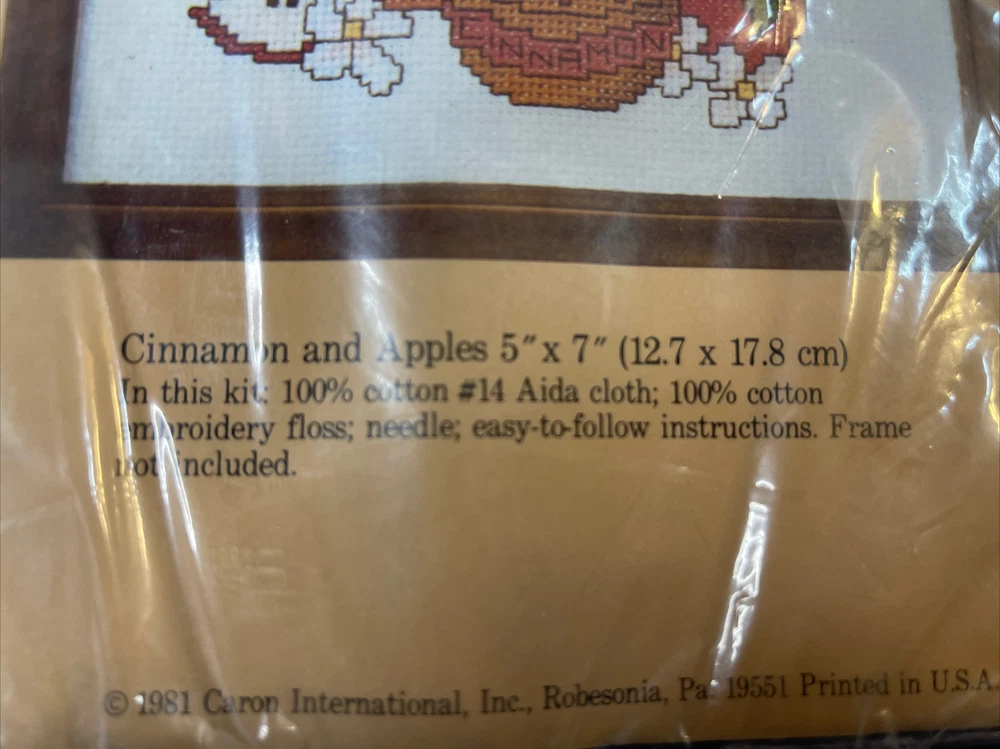 CINNAMON
Cinnamon and Apples 5" x 7" (12.7 x 17.8 cm)
In this kit: 100% cotton #14 Aida cloth; 100% cotton
embroidery floss; needle; easy-to-follow instructions. Frame
not included.
© 1981 Caron International, Inc., Robesonia, Pa. 19551 Printed in U.S.A.